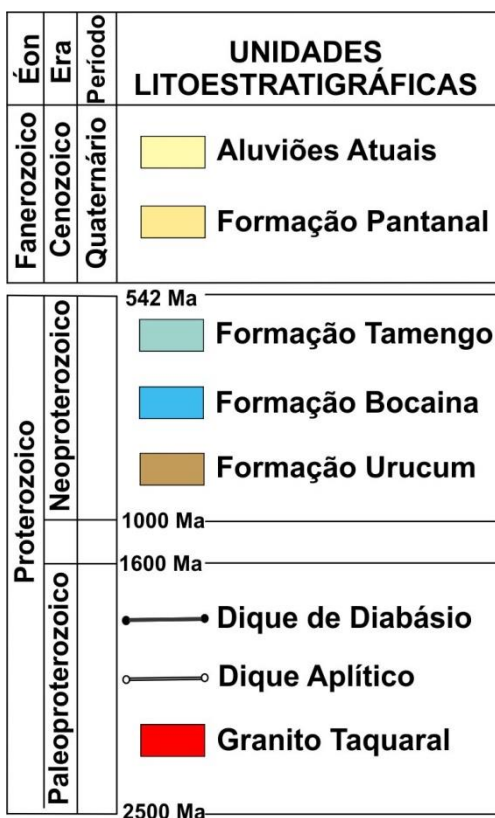 Éon
Era
Período
UNIDADES
LITOESTRATIGRÁFICAS
Fanerozoico
Cenozoico
Quaternário
Aluviões Atuais
Formação Pantanal
Proterozoico
Neoproterozoico
542 Ma
Formação Tamengo
Formação Bocaina
Formação Urucum
1000 Ma
1600 Ma
Paleoproterozoico
Dique de Diabásio
Dique Aplítico
Granito Taquaral
2500 Ma